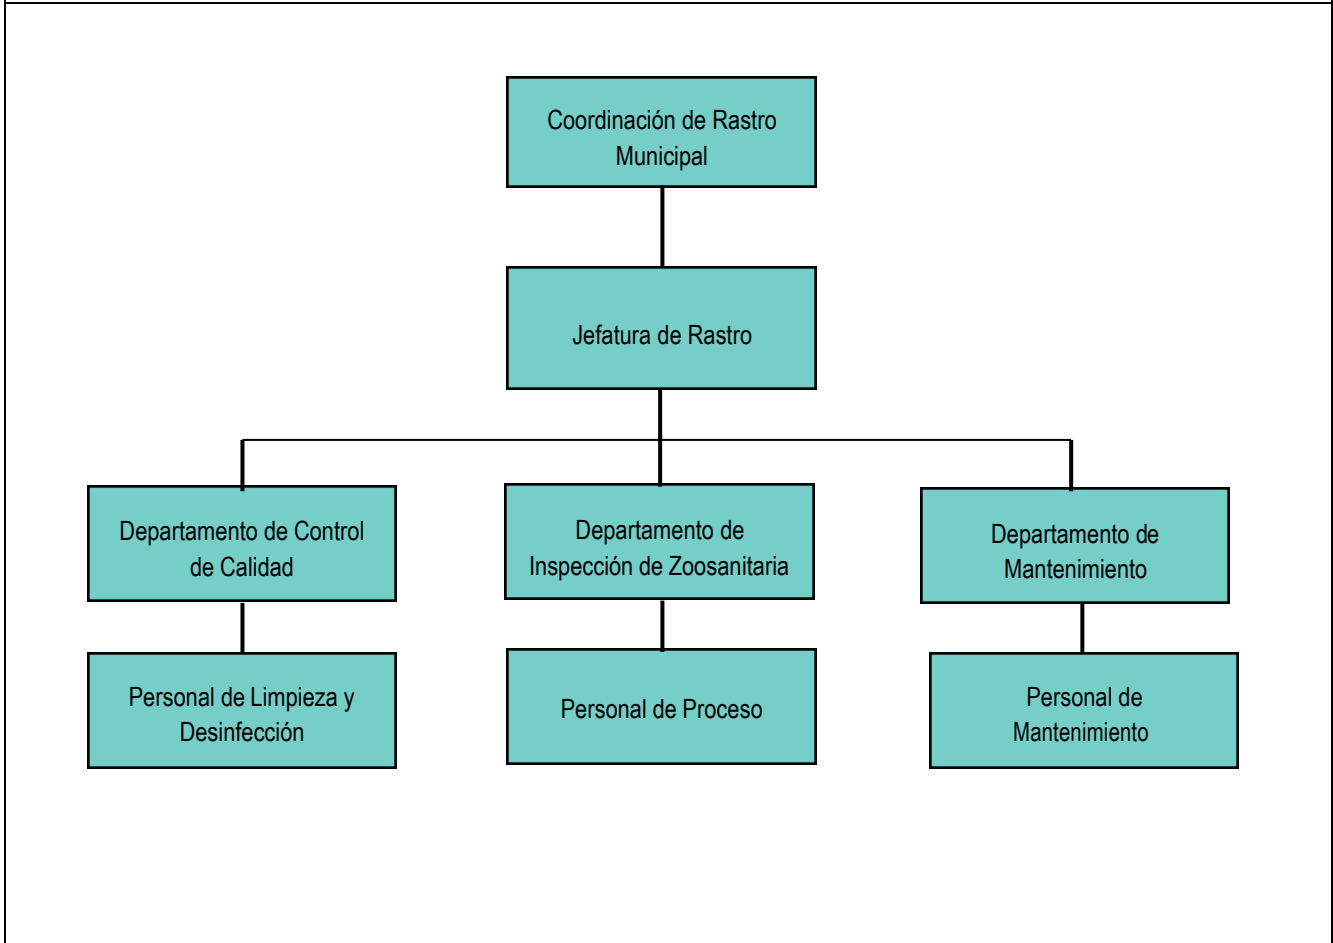 Coordinación de Rastro
Municipal
Jefatura de Rastro
Departamento de Control
de Calidad
Departamento de
Inspección de Zoosanitaria
Departamento de
Mantenimiento
Personal de Limpieza y
Desinfección
Personal de Proceso
Personal de
Mantenimiento